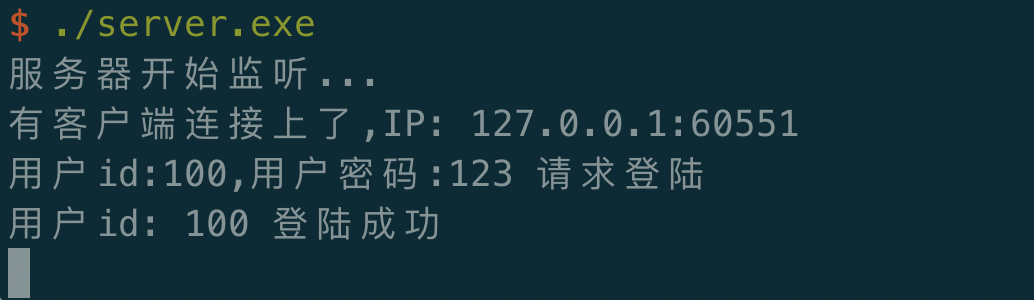 $ ./server.exe
服务器开始监听...
有客户端连接上了,IP: 127.0.0.1:60551
用户id:100,用户密码:123 请求登陆
用户id: 100 登陆成功